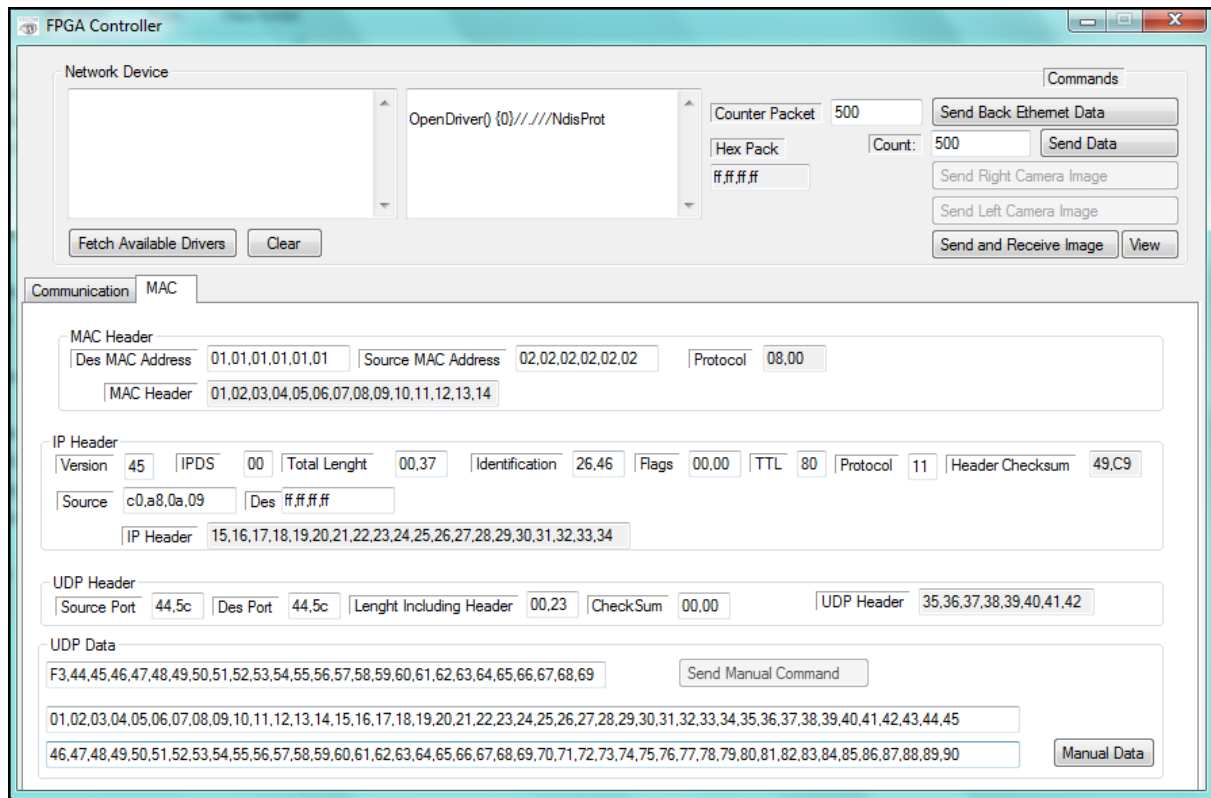 FPGA Controller
Network Device
Commands
OpenDriver() {0}//.///NdisProt
Counter Packet 500 Send Back Ethernet Data
Hex Pack Count: 500 Send Data
ff,ff,ff,ff Send Right Camera Image
Send Left Camera Image
Fetch Available Drivers Clear Send and Receive Image View
Communication MAC
MAC Header
Des MAC Address 01,01,01,01,01,01 Source MAC Address 02,02,02,02,02,02 Protocol 08,00
MAC Header 01,02,03,04,05,06,07,08,09,10,11,12,13,14
IP Header
Version 45 IPDS 00 Total Lenght 00,37 Identification 26,46 Flags 00,00 TTL 80 Protocol 11 Header Checksum 49,C9
Source c0,a8,0a,09 Des ff,ff,ff,ff
IP Header 15,16,17,18,19,20,21,22,23,24,25,26,27,28,29,30,31,32,33,34
UDP Header
Source Port 44,5c Des Port 44,5c Lenght Including Header 00,23 CheckSum 00,00 UDP Header 35,36,37,38,39,40,41,42
UDP Data
F3,44,45,46,47,48,49,50,51,52,53,54,55,56,57,58,59,60,61,62,63,64,65,66,67,68,69 Send Manual Command
01,02,03,04,05,06,07,08,09,10,11,12,13,14,15,16,17,18,19,20,21,22,23,24,25,26,27,28,29,30,31,32,33,34,35,36,37,38,39,40,41,42,43,44,45
46,47,48,49,50,51,52,53,54,55,56,57,58,59,60,61,62,63,64,65,66,67,68,69,70,71,72,73,74,75,76,77,78,79,80,81,82,83,84,85,86,87,88,89,90 Manual Data